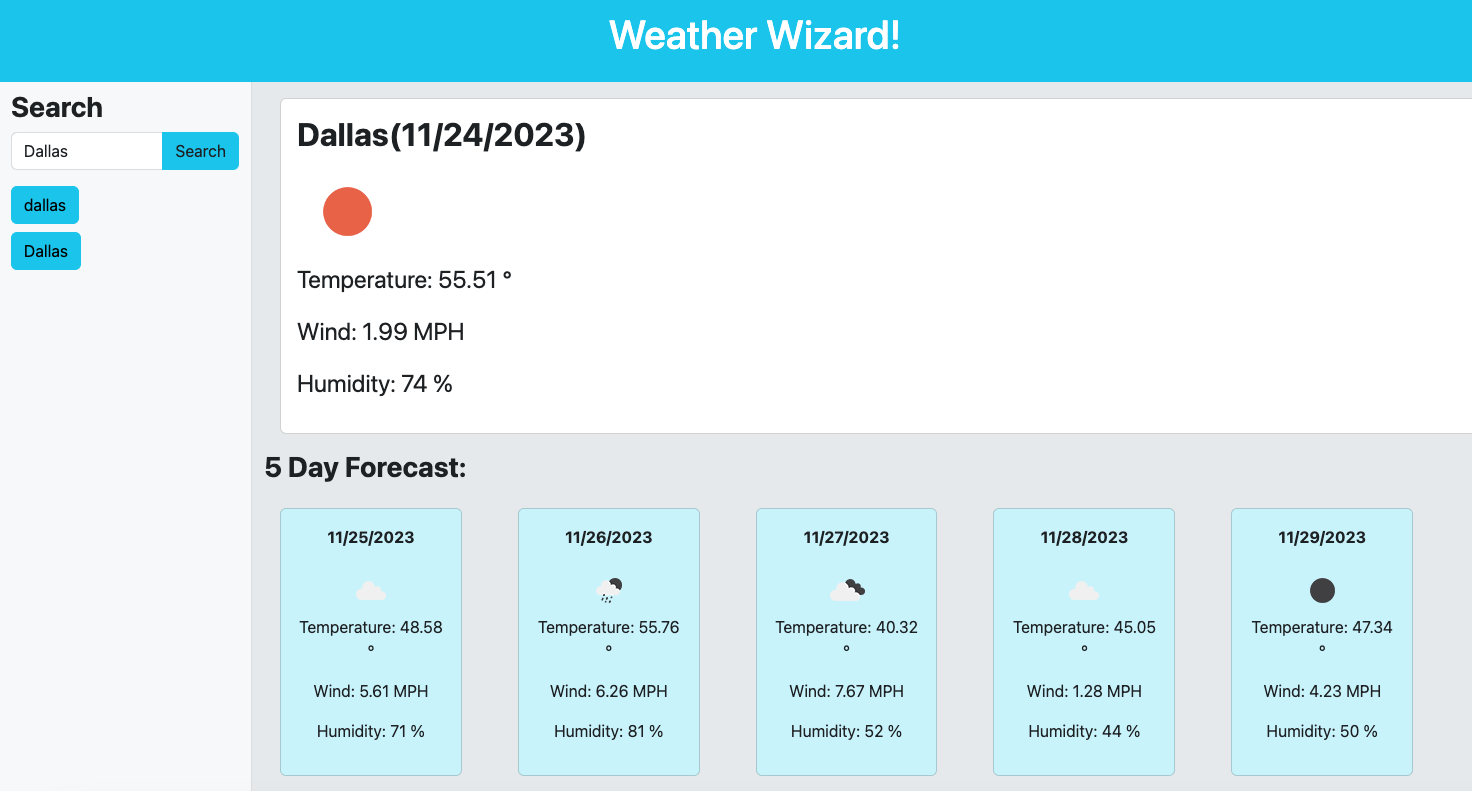 Weather Wizard!
Search
Dallas
Search
dallas
Dallas
Dallas(11/24/2023)
Temperature: 55.51 °
Wind: 1.99 MPH
Humidity: 74 %
5 Day Forecast:
11/25/2023
Temperature: 48.58
°
Wind: 5.61 MPH
Humidity: 71 %
11/26/2023
Temperature: 55.76
°
Wind: 6.26 MPH
Humidity: 81 %
11/27/2023
Temperature: 40.32
°
Wind: 7.67 MPH
Humidity: 52 %
11/28/2023
Temperature: 45.05
°
Wind: 1.28 MPH
Humidity: 44 %
11/29/2023
Temperature: 47.34
°
Wind: 4.23 MPH
Humidity: 50 %